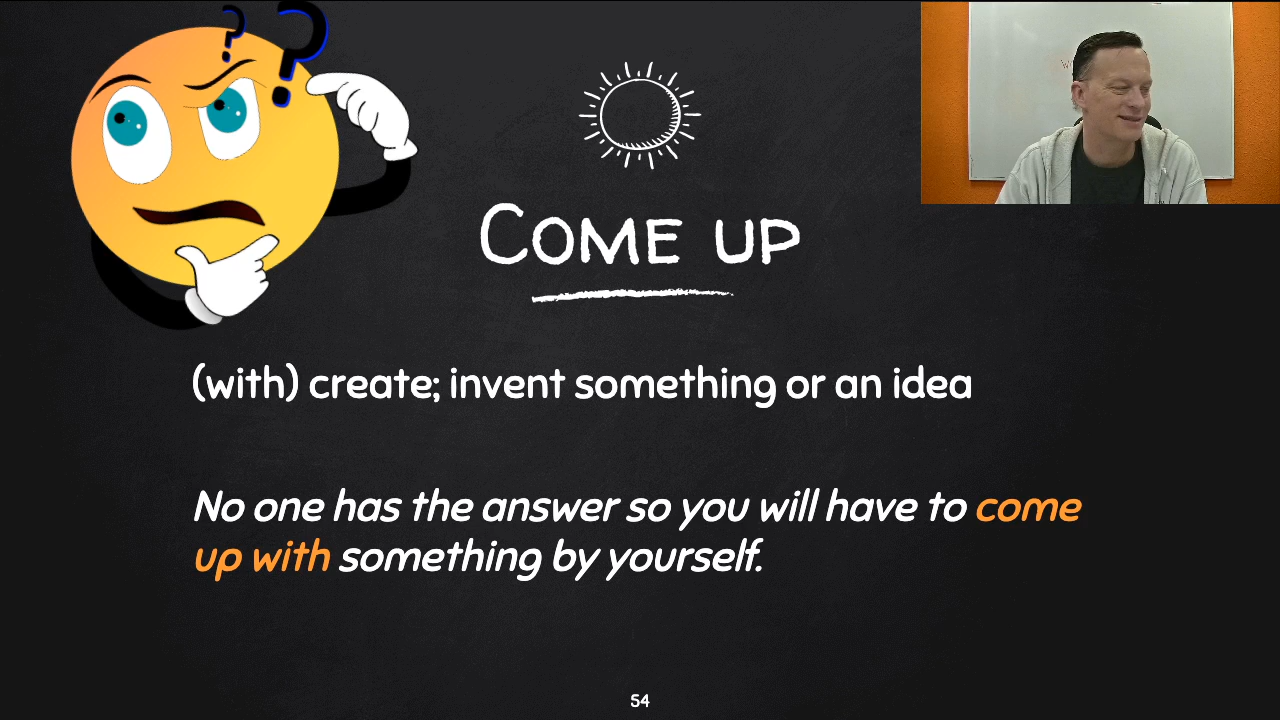 ? ?
COME UP
(with) create; invent something or an idea
No one has the answer so you will have to come
up with something by yourself.
54